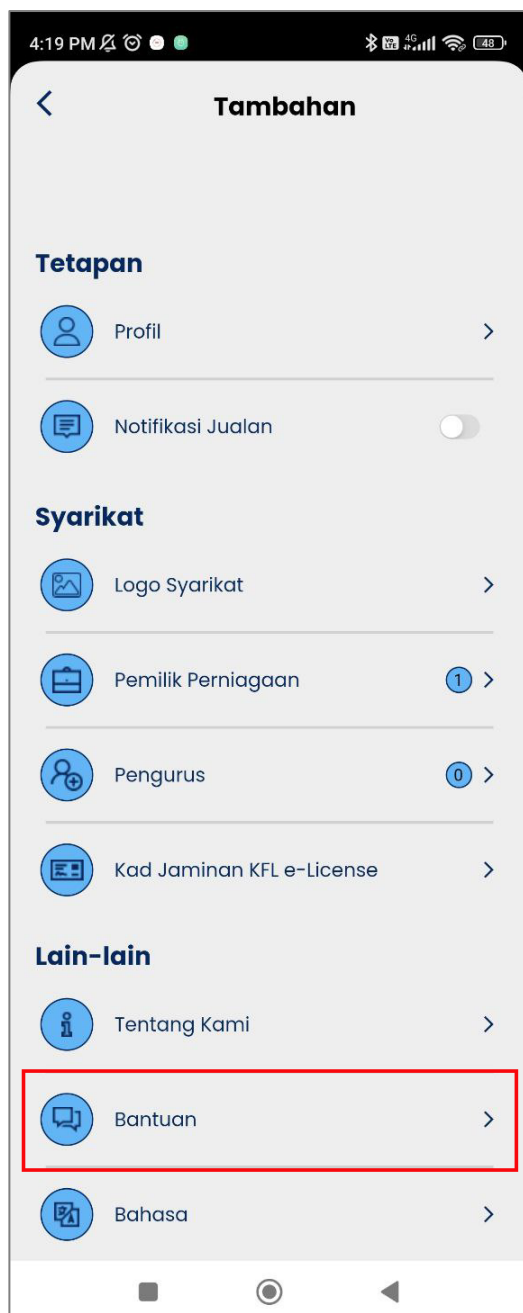 4:19 PM
4G
48
Tambahan
Tetapan
Profil
Notifikasi Jualan
Syarikat
Logo Syarikat
Pemilik Perniagaan 1
Pengurus 0
Kad Jaminan KFL e-License
Lain-lain
Tentang Kami
Bantuan
Bahasa